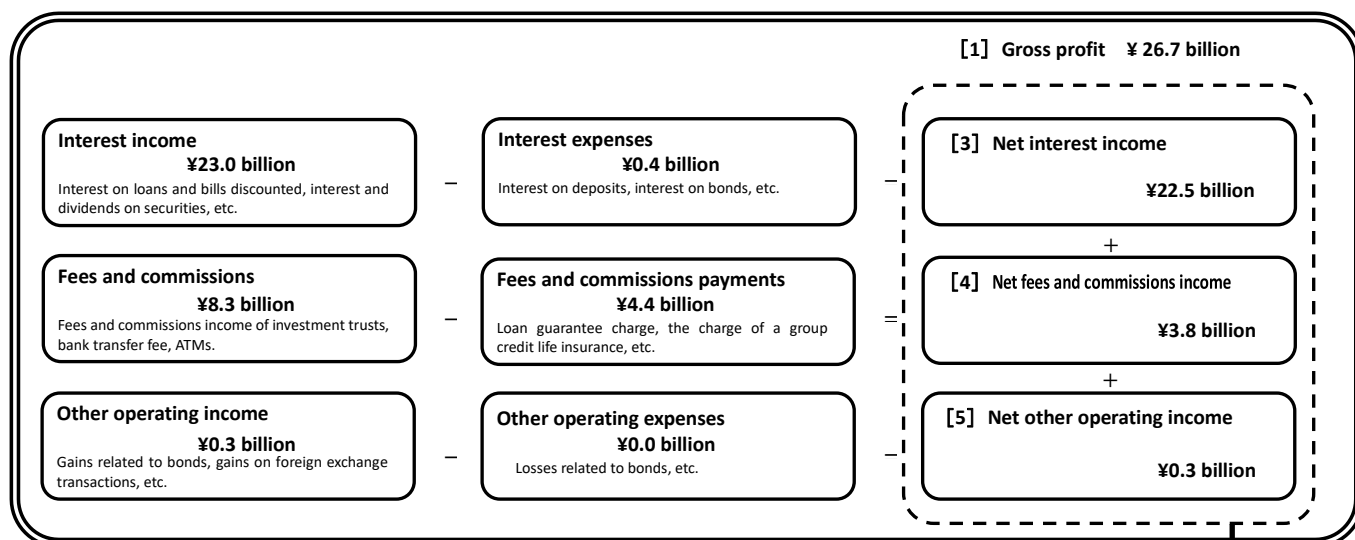 [1] Gross profit ¥ 26.7 billion
Interest income
¥23.0 billion
Interest on loans and bills discounted, interest and
dividends on securities, etc.
−
Interest expenses
¥0.4 billion
Interest on deposits, interest on bonds, etc.
−
[3] Net interest income
¥22.5 billion
+
Fees and commissions
¥8.3 billion
Fees and commissions income of investment trusts,
bank transfer fee, ATMs.
−
Fees and commissions payments
¥4.4 billion
Loan guarantee charge, the charge of a group
credit life insurance, etc.
=
[4] Net fees and commissions income
¥3.8 billion
+
Other operating income
¥0.3 billion
Gains related to bonds, gains on foreign exchange
transactions, etc.
−
Other operating expenses
¥0.0 billion
Losses related to bonds, etc.
−
[5] Net other operating income
¥0.3 billion